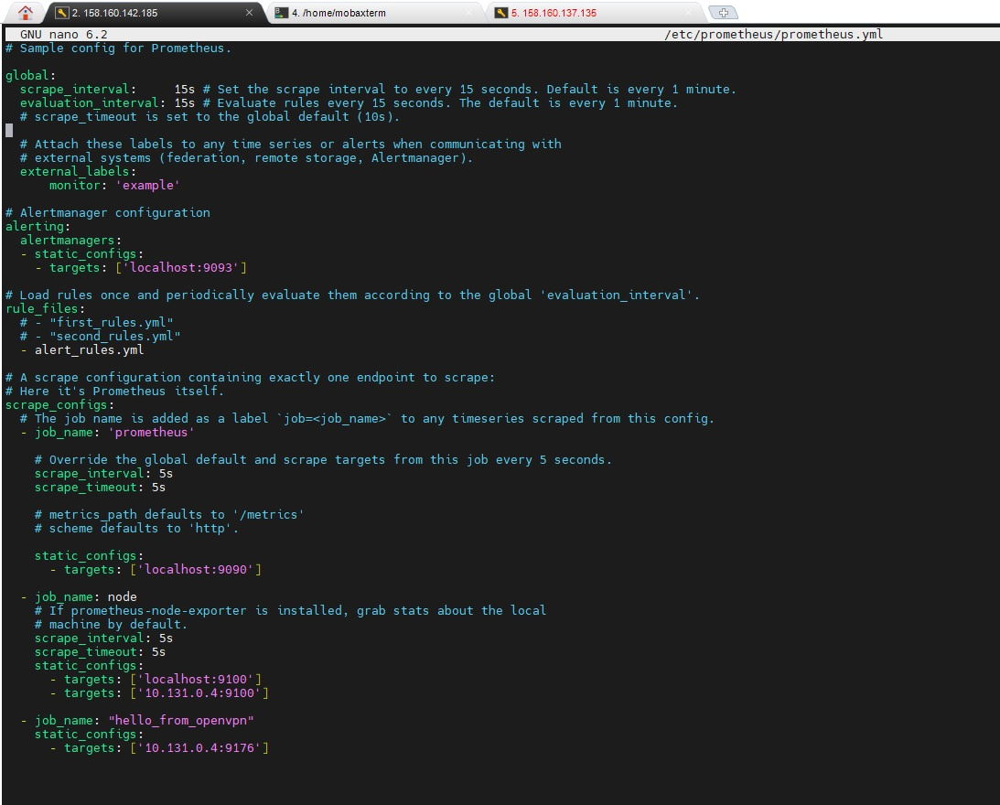 2. 158.160.142.185
4. /home/mobaxterm
5. 158.160.137.135
GNU nano 6.2 /etc/prometheus/prometheus.yml
# Sample config for Prometheus.
global:
  scrape_interval:     15s # Set the scrape interval to every 15 seconds. Default is every 1 minute.
  evaluation_interval: 15s # Evaluate rules every 15 seconds. The default is every 1 minute.
  # scrape_timeout is set to the global default (10s).
  # Attach these labels to any time series or alerts when communicating with
  # external systems (federation, remote storage, Alertmanager).
  external_labels:
      monitor: 'example'
# Alertmanager configuration
alerting:
  alertmanagers:
  - static_configs:
    - targets: ['localhost:9093']
# Load rules once and periodically evaluate them according to the global 'evaluation_interval'.
rule_files:
  # - "first_rules.yml"
  # - "second_rules.yml"
  - alert_rules.yml
# A scrape configuration containing exactly one endpoint to scrape:
# Here it's Prometheus itself.
scrape_configs:
  # The job name is added as a label `job=<job_name>` to any timeseries scraped from this config.
  - job_name: 'prometheus'
    # Override the global default and scrape targets from this job every 5 seconds.
    scrape_interval: 5s
    scrape_timeout: 5s
    # metrics_path defaults to '/metrics'
    # scheme defaults to 'http'.
    static_configs:
      - targets: ['localhost:9090']
  - job_name: node
    # If prometheus-node-exporter is installed, grab stats about the local
    # machine by default.
    scrape_interval: 5s
    scrape_timeout: 5s
    static_configs:
      - targets: ['localhost:9100']
      - targets: ['10.131.0.4:9100']
  - job_name: "hello_from_openvpn"
    static_configs:
      - targets: ['10.131.0.4:9176']